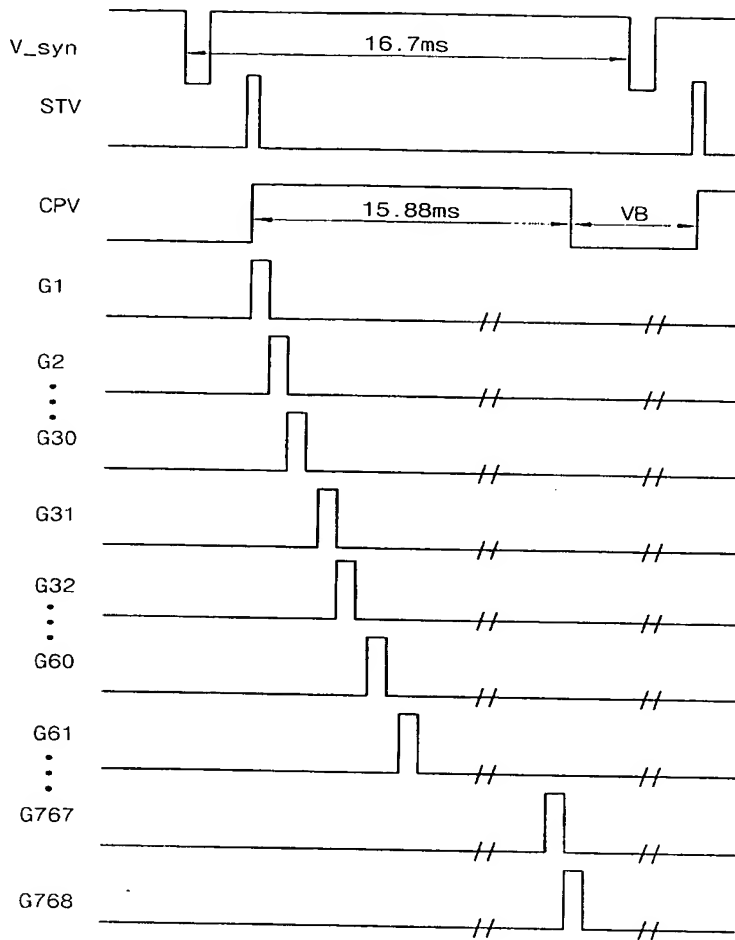 V_syn
16.7ms
STV
CPV
15.88ms
VB
G1
G2
G30
G31
G32
G60
G61
G767
G768